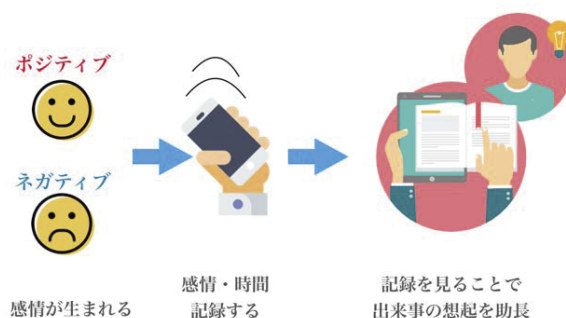 ポジティブ
ネガティブ
感情が生まれる
感情・時間
記録する
記録を見ることで
出来事の想起を助長